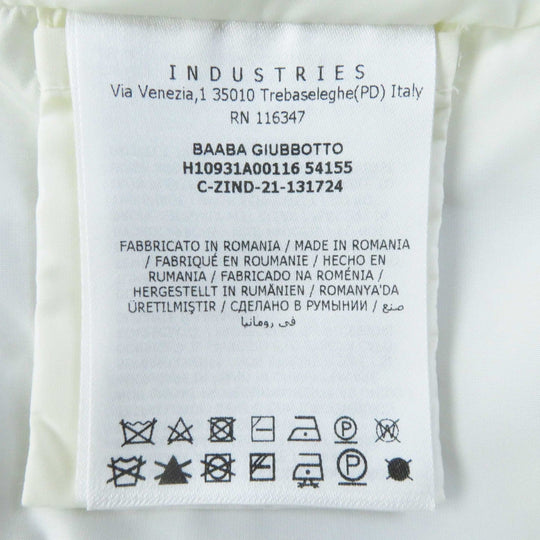 INDUSTRIES
Via Venezia,1 35010 Trebaseleghe(PD) Italy
RN 116347
BAABA GIUBBOTTO
H10931A00116 54155
C-ZIND-21-131724
FABBRICATO IN ROMANIA / MADE IN ROMANIA
/ FABRIQUÉ EN ROUMANIE / HECHO EN
RUMANIA / FABRICADO NA ROMÉNIA /
HERGESTELLT IN RUMÄNIEN / ROMANYA'DA
ÜRETILMIŞTIR / СДЕЛАНО В РУМЫНИИ / صنع
في رومانيا
P W
F P